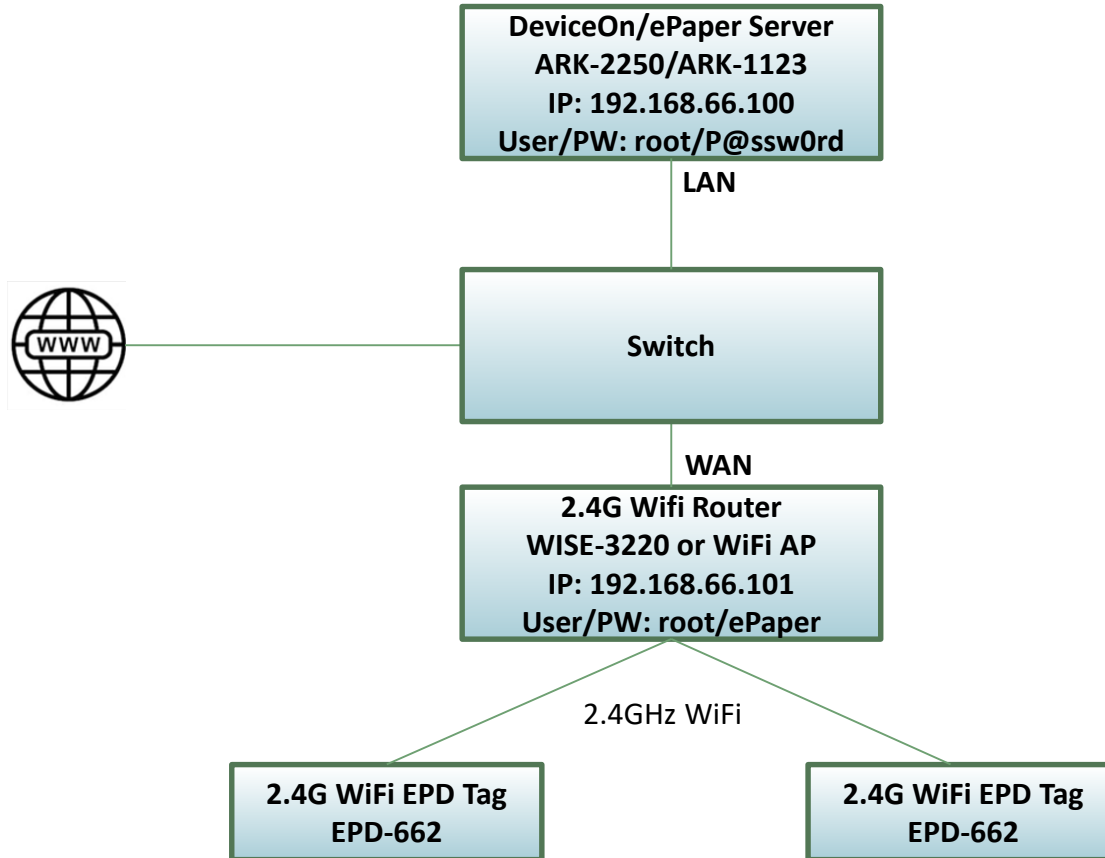 DeviceOn/ePaper Server
ARK-2250/ARK-1123
IP: 192.168.66.100
User/PW: root/P@ssw0rd
LAN
WWW
Switch
WAN
2.4G Wifi Router
WISE-3220 or WiFi AP
IP: 192.168.66.101
User/PW: root/ePaper
2.4GHz WiFi
2.4G WiFi EPD Tag
EPD-662
2.4G WiFi EPD Tag
EPD-662